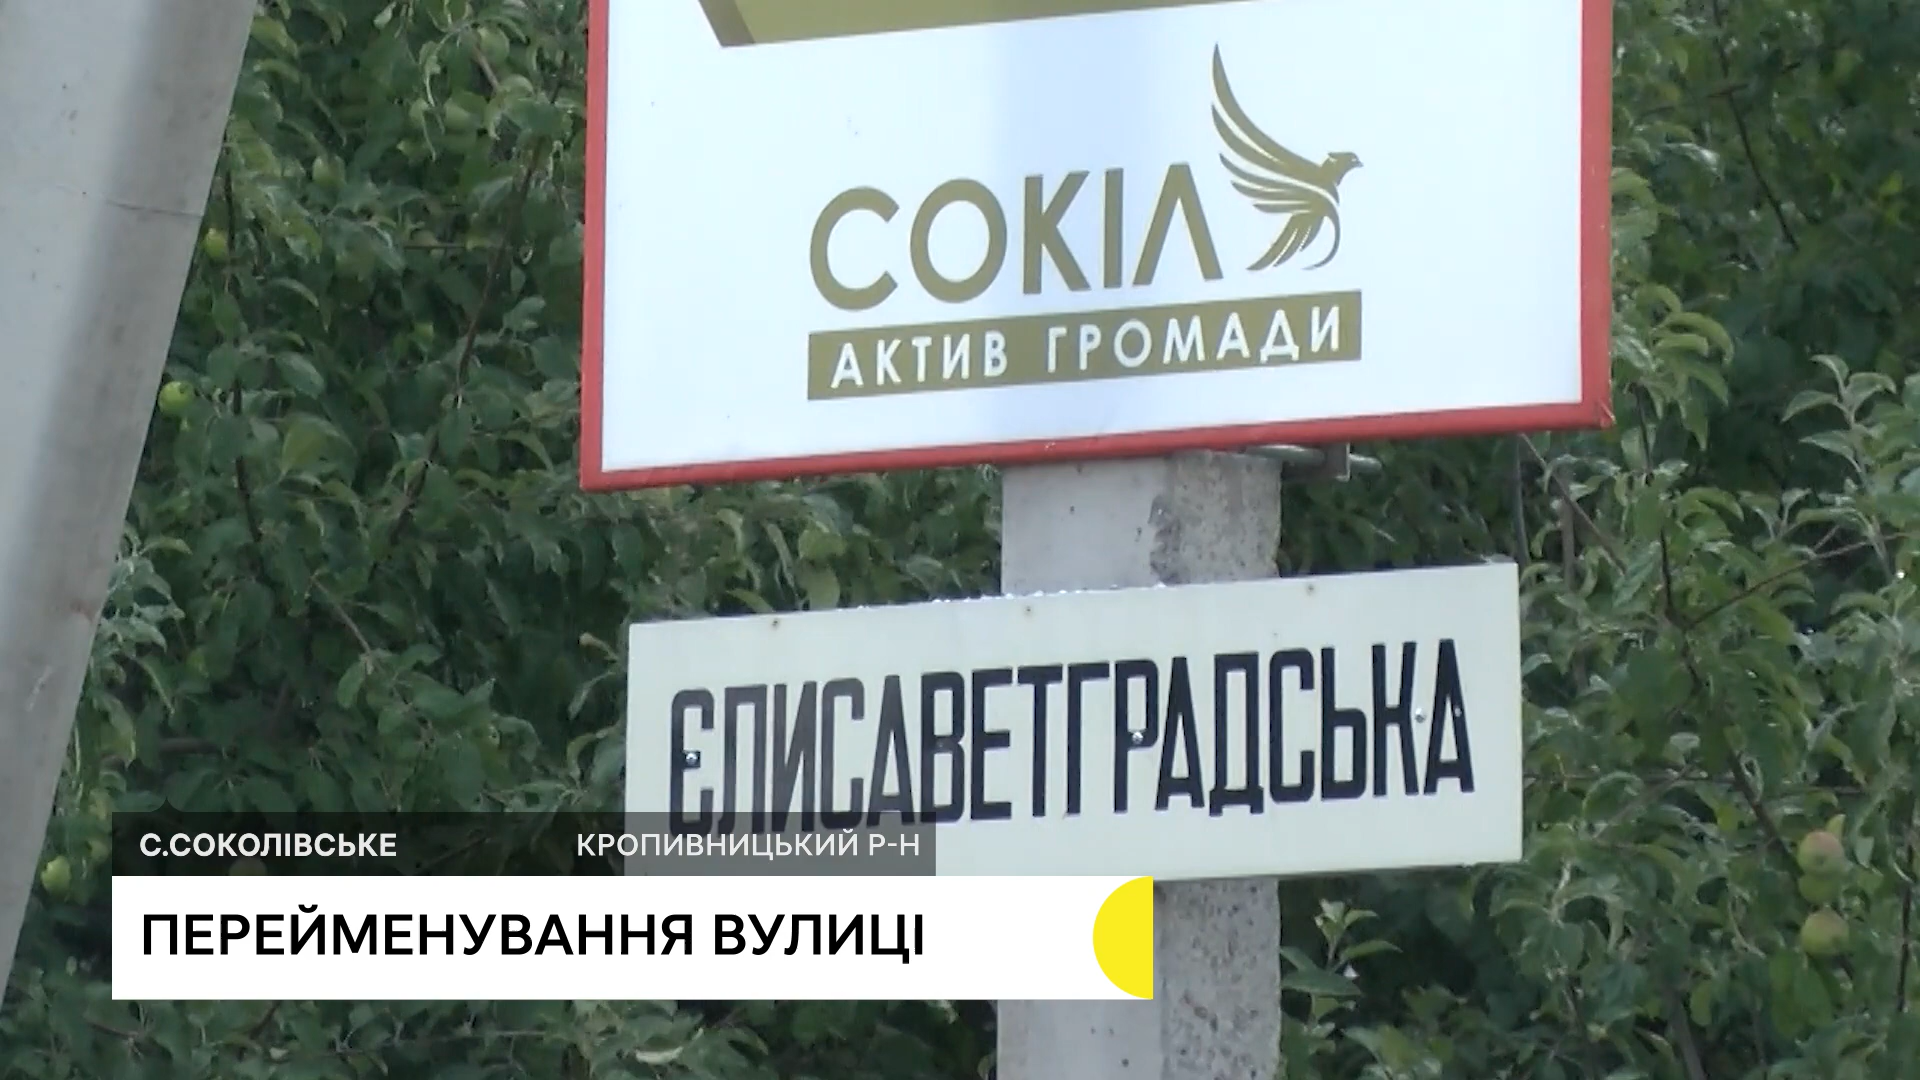 СОКІЛ
АКТИВ ГРОМАДИ
ЄЛИСАВЕТГРАДСЬКА
С.СОКОЛІВСЬКЕ КРОПИВНИЦЬКИЙ Р-Н
ПЕРЕЙМЕНУВАННЯ ВУЛИЦІ